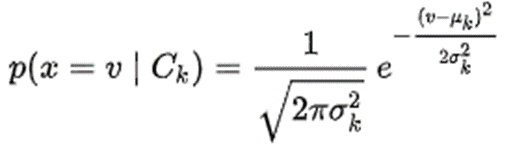 p(x = v | C_k) = \frac{1}{\sqrt{2\pi\sigma_k^2}} e^{-\frac{(v-\mu_k)^2}{2\sigma_k^2}}